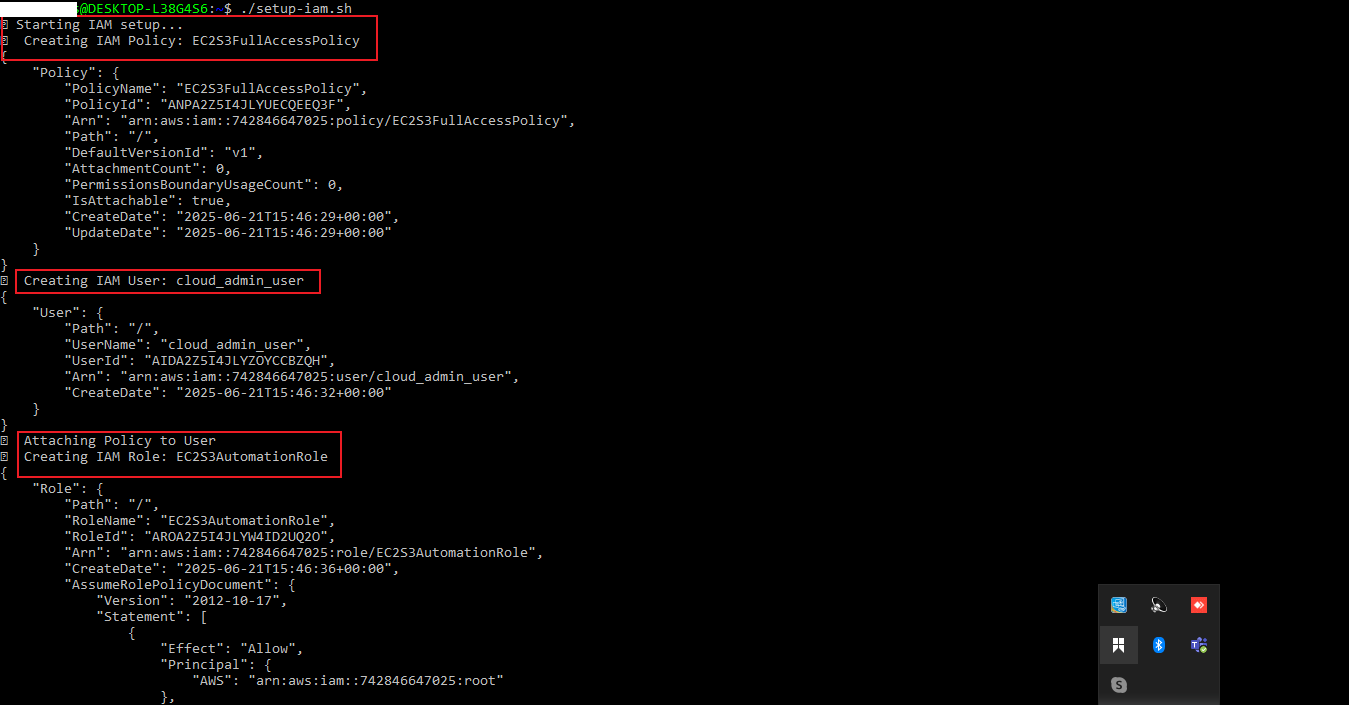 s@DESKTOP-L38G4S6:~$ ./setup-iam.sh
Starting IAM setup...
Creating IAM Policy: EC2S3FullAccessPolicy
{
    "Policy": {
        "PolicyName": "EC2S3FullAccessPolicy",
        "PolicyId": "ANPA2Z5I4JLYUECQEEQ3F",
        "Arn": "arn:aws:iam::742846647025:policy/EC2S3FullAccessPolicy",
        "Path": "/",
        "DefaultVersionId": "v1",
        "AttachmentCount": 0,
        "PermissionsBoundaryUsageCount": 0,
        "IsAttachable": true,
        "CreateDate": "2025-06-21T15:46:29+00:00",
        "UpdateDate": "2025-06-21T15:46:29+00:00"
    }
}
Creating IAM User: cloud_admin_user
{
    "User": {
        "Path": "/",
        "UserName": "cloud_admin_user",
        "UserId": "AIDA2Z5I4JLYZOYCCBZQH",
        "Arn": "arn:aws:iam::742846647025:user/cloud_admin_user",
        "CreateDate": "2025-06-21T15:46:32+00:00"
    }
}
Attaching Policy to User
Creating IAM Role: EC2S3AutomationRole
{
    "Role": {
        "Path": "/",
        "RoleName": "EC2S3AutomationRole",
        "RoleId": "AROA2Z5I4JLYW4ID2UQ2O",
        "Arn": "arn:aws:iam::742846647025:role/EC2S3AutomationRole",
        "CreateDate": "2025-06-21T15:46:36+00:00",
        "AssumeRolePolicyDocument": {
            "Version": "2012-10-17",
            "Statement": [
                {
                    "Effect": "Allow",
                    "Principal": {
                        "AWS": "arn:aws:iam::742846647025:root"
                    },